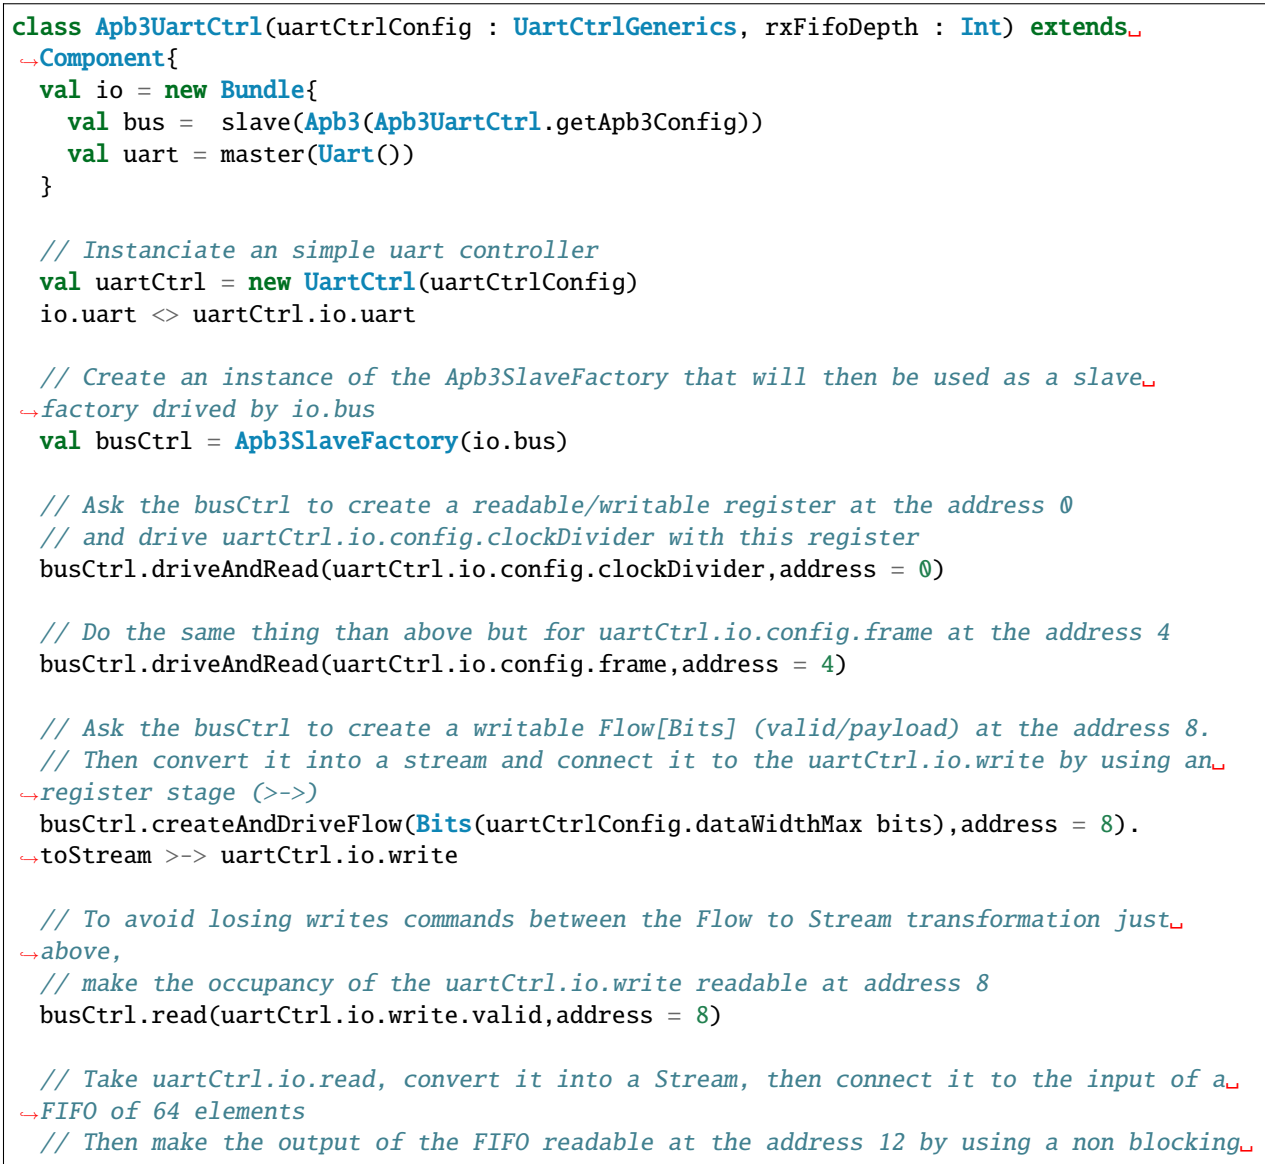 class Apb3UartCtrl(uartCtrlConfig : UartCtrlGenerics, rxFifoDepth : Int) extends␣
↪Component{
  val io = new Bundle{
    val bus =  slave(Apb3(Apb3UartCtrl.getApb3Config))
    val uart = master(Uart())
  }

  // Instanciate an simple uart controller
  val uartCtrl = new UartCtrl(uartCtrlConfig)
  io.uart <> uartCtrl.io.uart

  // Create an instance of the Apb3SlaveFactory that will then be used as a slave␣
↪factory drived by io.bus
  val busCtrl = Apb3SlaveFactory(io.bus)

  // Ask the busCtrl to create a readable/writable register at the address 0
  // and drive uartCtrl.io.config.clockDivider with this register
  busCtrl.driveAndRead(uartCtrl.io.config.clockDivider,address = 0)

  // Do the same thing than above but for uartCtrl.io.config.frame at the address 4
  busCtrl.driveAndRead(uartCtrl.io.config.frame,address = 4)

  // Ask the busCtrl to create a writable Flow[Bits] (valid/payload) at the address 8.
  // Then convert it into a stream and connect it to the uartCtrl.io.write by using an␣
↪register stage (>->)
  busCtrl.createAndDriveFlow(Bits(uartCtrlConfig.dataWidthMax bits),address = 8).
↪toStream >-> uartCtrl.io.write

  // To avoid losing writes commands between the Flow to Stream transformation just␣
↪above,
  // make the occupancy of the uartCtrl.io.write readable at address 8
  busCtrl.read(uartCtrl.io.write.valid,address = 8)

  // Take uartCtrl.io.read, convert it into a Stream, then connect it to the input of a␣
↪FIFO of 64 elements
  // Then make the output of the FIFO readable at the address 12 by using a non blocking␣